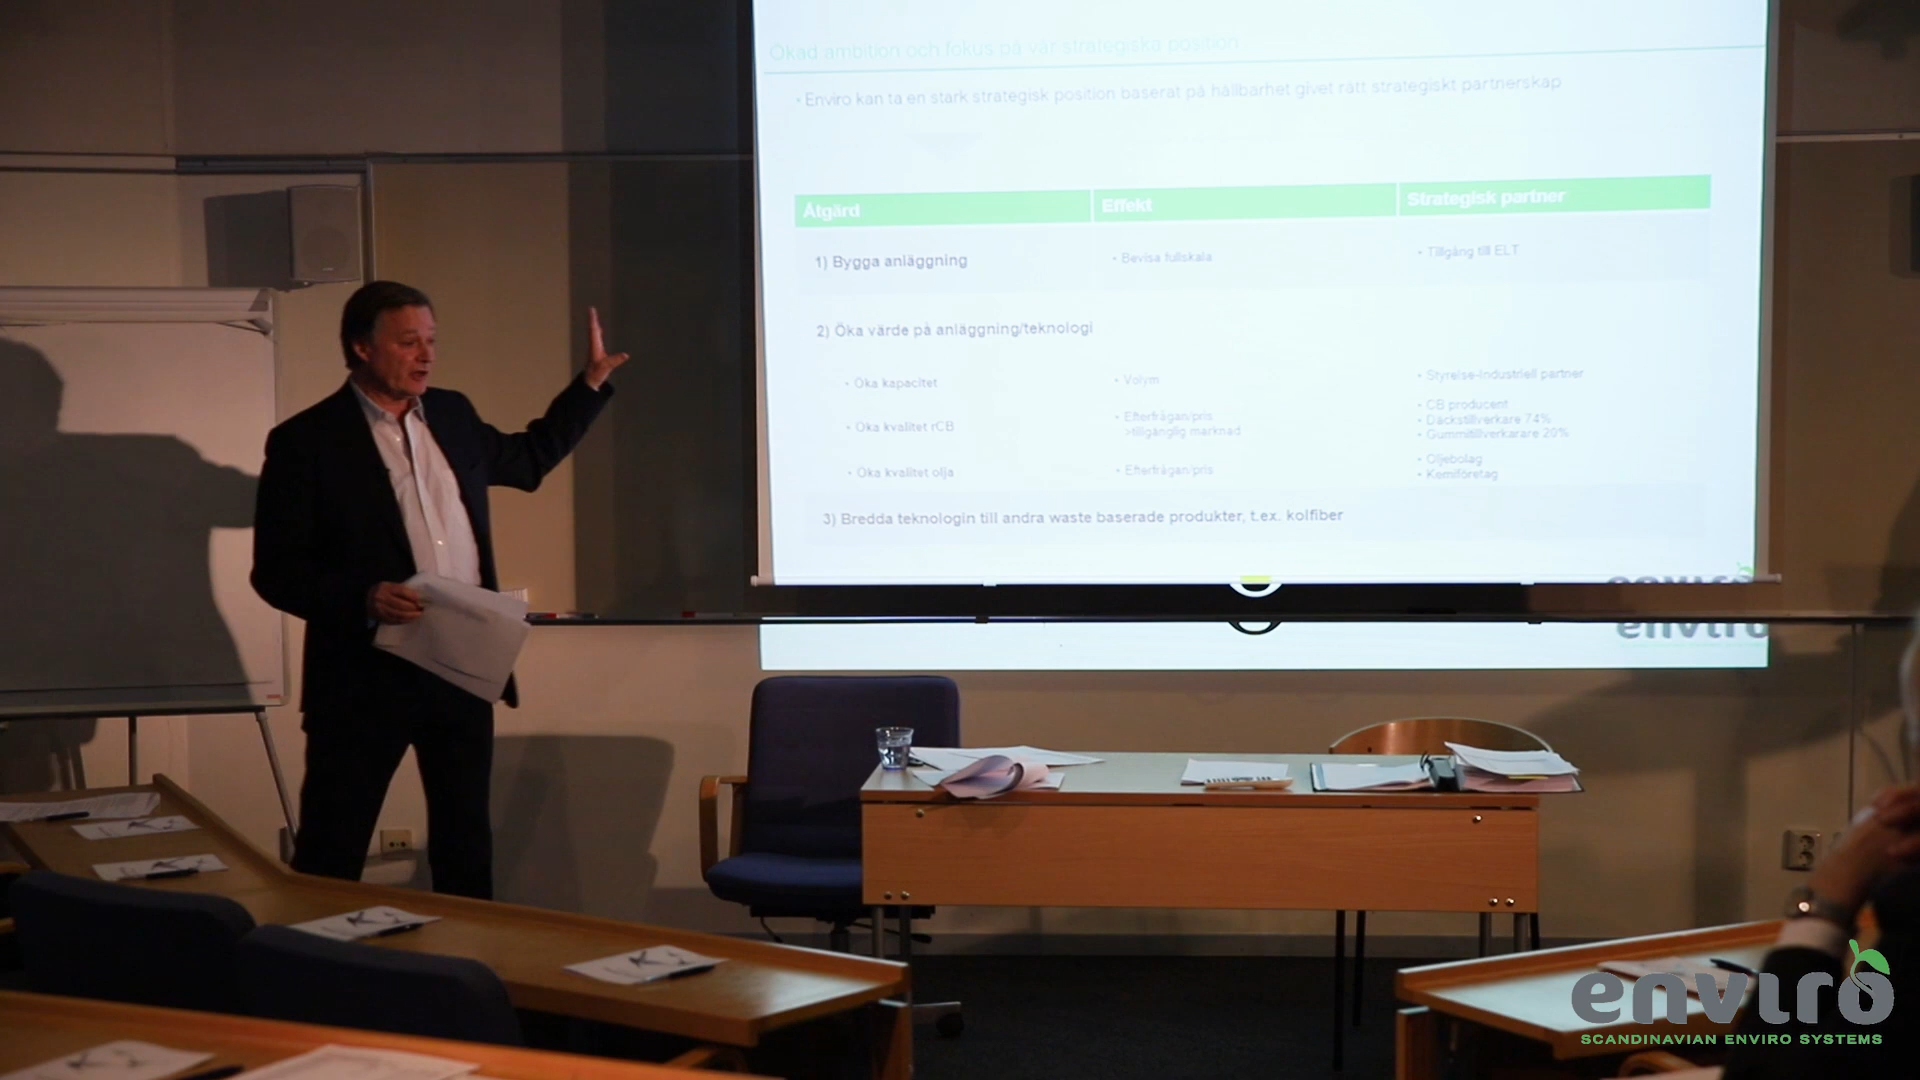 Ökad ambition och fokus på vår strategiska position
• Enviro kan ta en stark strategisk position baserat på hållbarhet givet rätt strategiskt partnerskap
Åtgärd Effekt Strategisk partner
1) Bygga anläggning • Bevisa fullskala • Tillgång till ELT
2) Öka värde på anläggning/teknologi
• Öka kapacitet • Volym • Styrelse-Industriell partner
• Öka kvalitet rCB • Efterfrågan/pris
>tillgänglig marknad
• CB producent
• Däckstillverkare 74%
• Gummitillverkarare 20%
• Öka kvalitet olja • Efterfrågan/pris
• Oljebolag
• Kemiföretag
3) Bredda teknologin till andra waste baserade produkter, t.ex. kolfiber
enviro
enviro
enviro
SCANDINAVIAN ENVIRO SYSTEMS